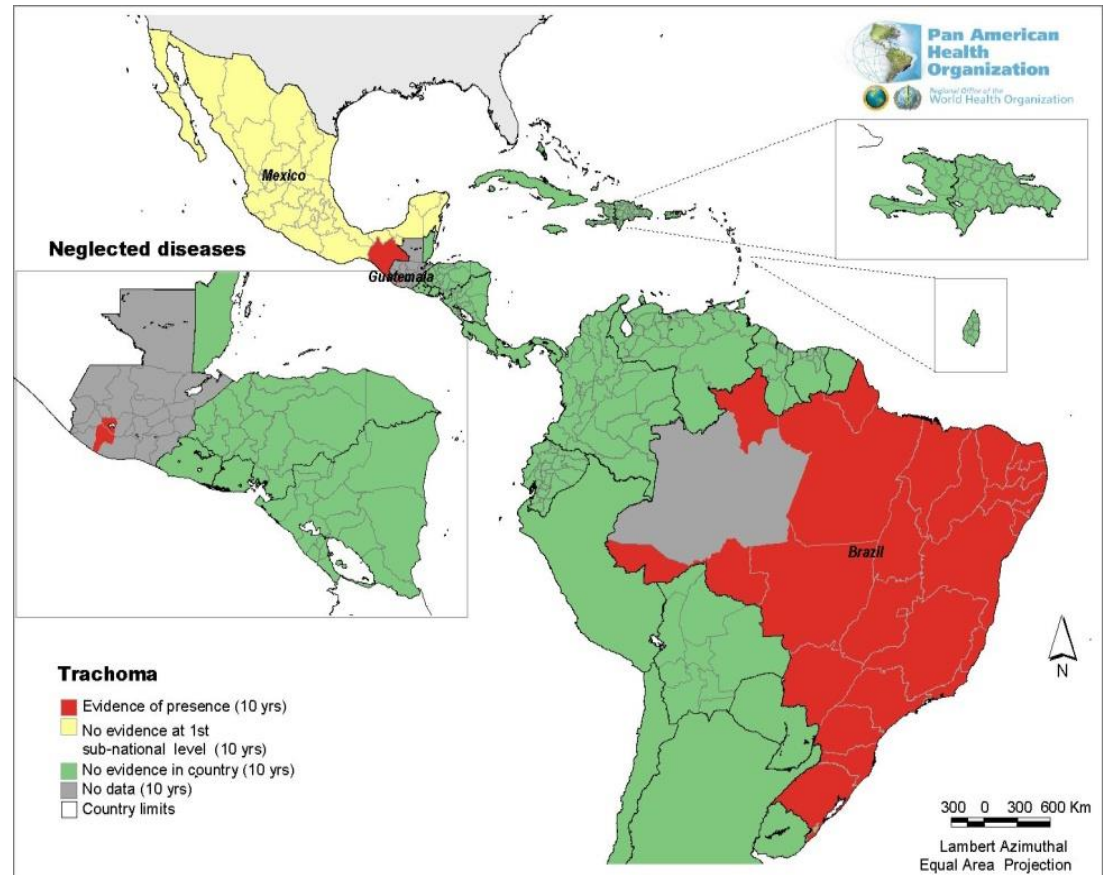 Pan American
Health
Organization
Regional Office of the
World Health Organization
Mexico
Neglected diseases
Guatemala
Brazil
N
Trachoma
Evidence of presence (10 yrs)
No evidence at 1st
sub-national level (10 yrs)
No evidence in country (10 yrs)
No data (10 yrs)
Country limits
300 0 300 600 Km
Lambert Azimuthal
Equal Area Projection